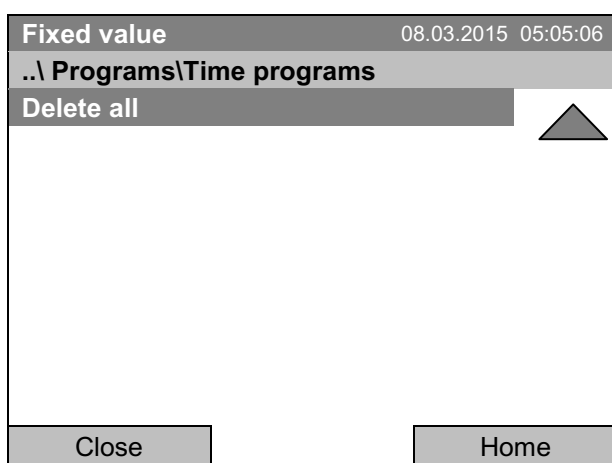 Fixed value 08.03.2015 05:05:06
..\ Programs\Time programs
Delete all
Close Home